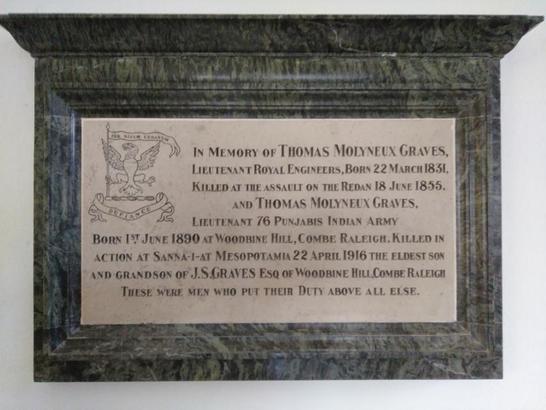 DEFIANCE
IN MEMORY OF THOMAS MOLYNEUX GRAVES,
LIEUTENANT ROYAL ENGINEERS, BORN 22 MARCH 1831,
KILLED AT THE ASSAULT ON THE REDAN 18 JUNE 1855,
AND THOMAS MOLYNEUX GRAVES,
LIEUTENANT 76 PUNJABIS INDIAN ARMY
BORN 1ST JUNE 1890 AT WOODBINE HILL, COMBE RALEIGH. KILLED IN
ACTION AT SANNÁ-I-AT MESOPOTAMIA 22 APRIL 1916 THE ELDEST SON
AND GRANDSON OF J.S. GRAVES ESQ OF WOODBINE HILL, COMBE RALEIGH
THESE WERE MEN WHO PUT THEIR DUTY ABOVE ALL ELSE.